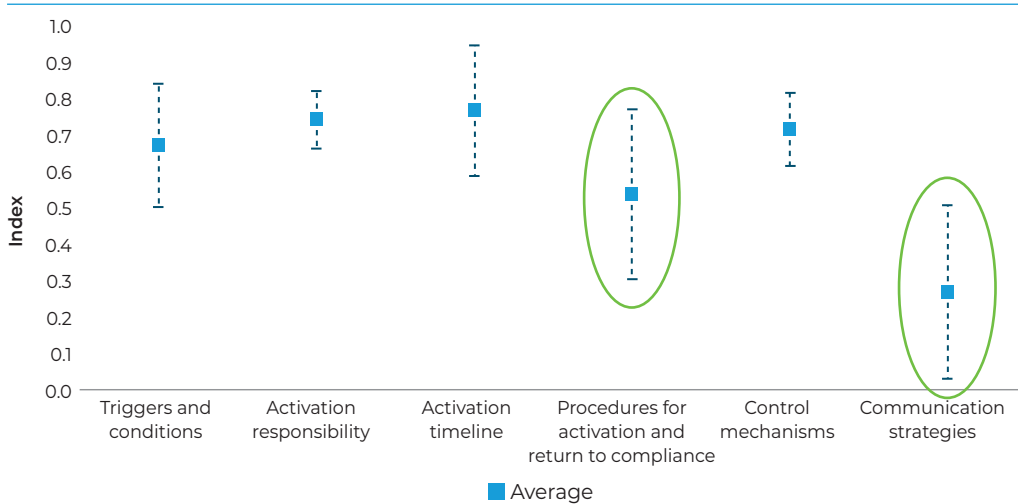 1.0
0.9
0.8
0.7
0.6
0.5
0.4
0.3
0.2
0.1
0.0
Index
Triggers and
conditions
Activation
responsibility
Activation
timeline
Procedures for
activation and
return to compliance
Control
mechanisms
Communication
strategies
Average